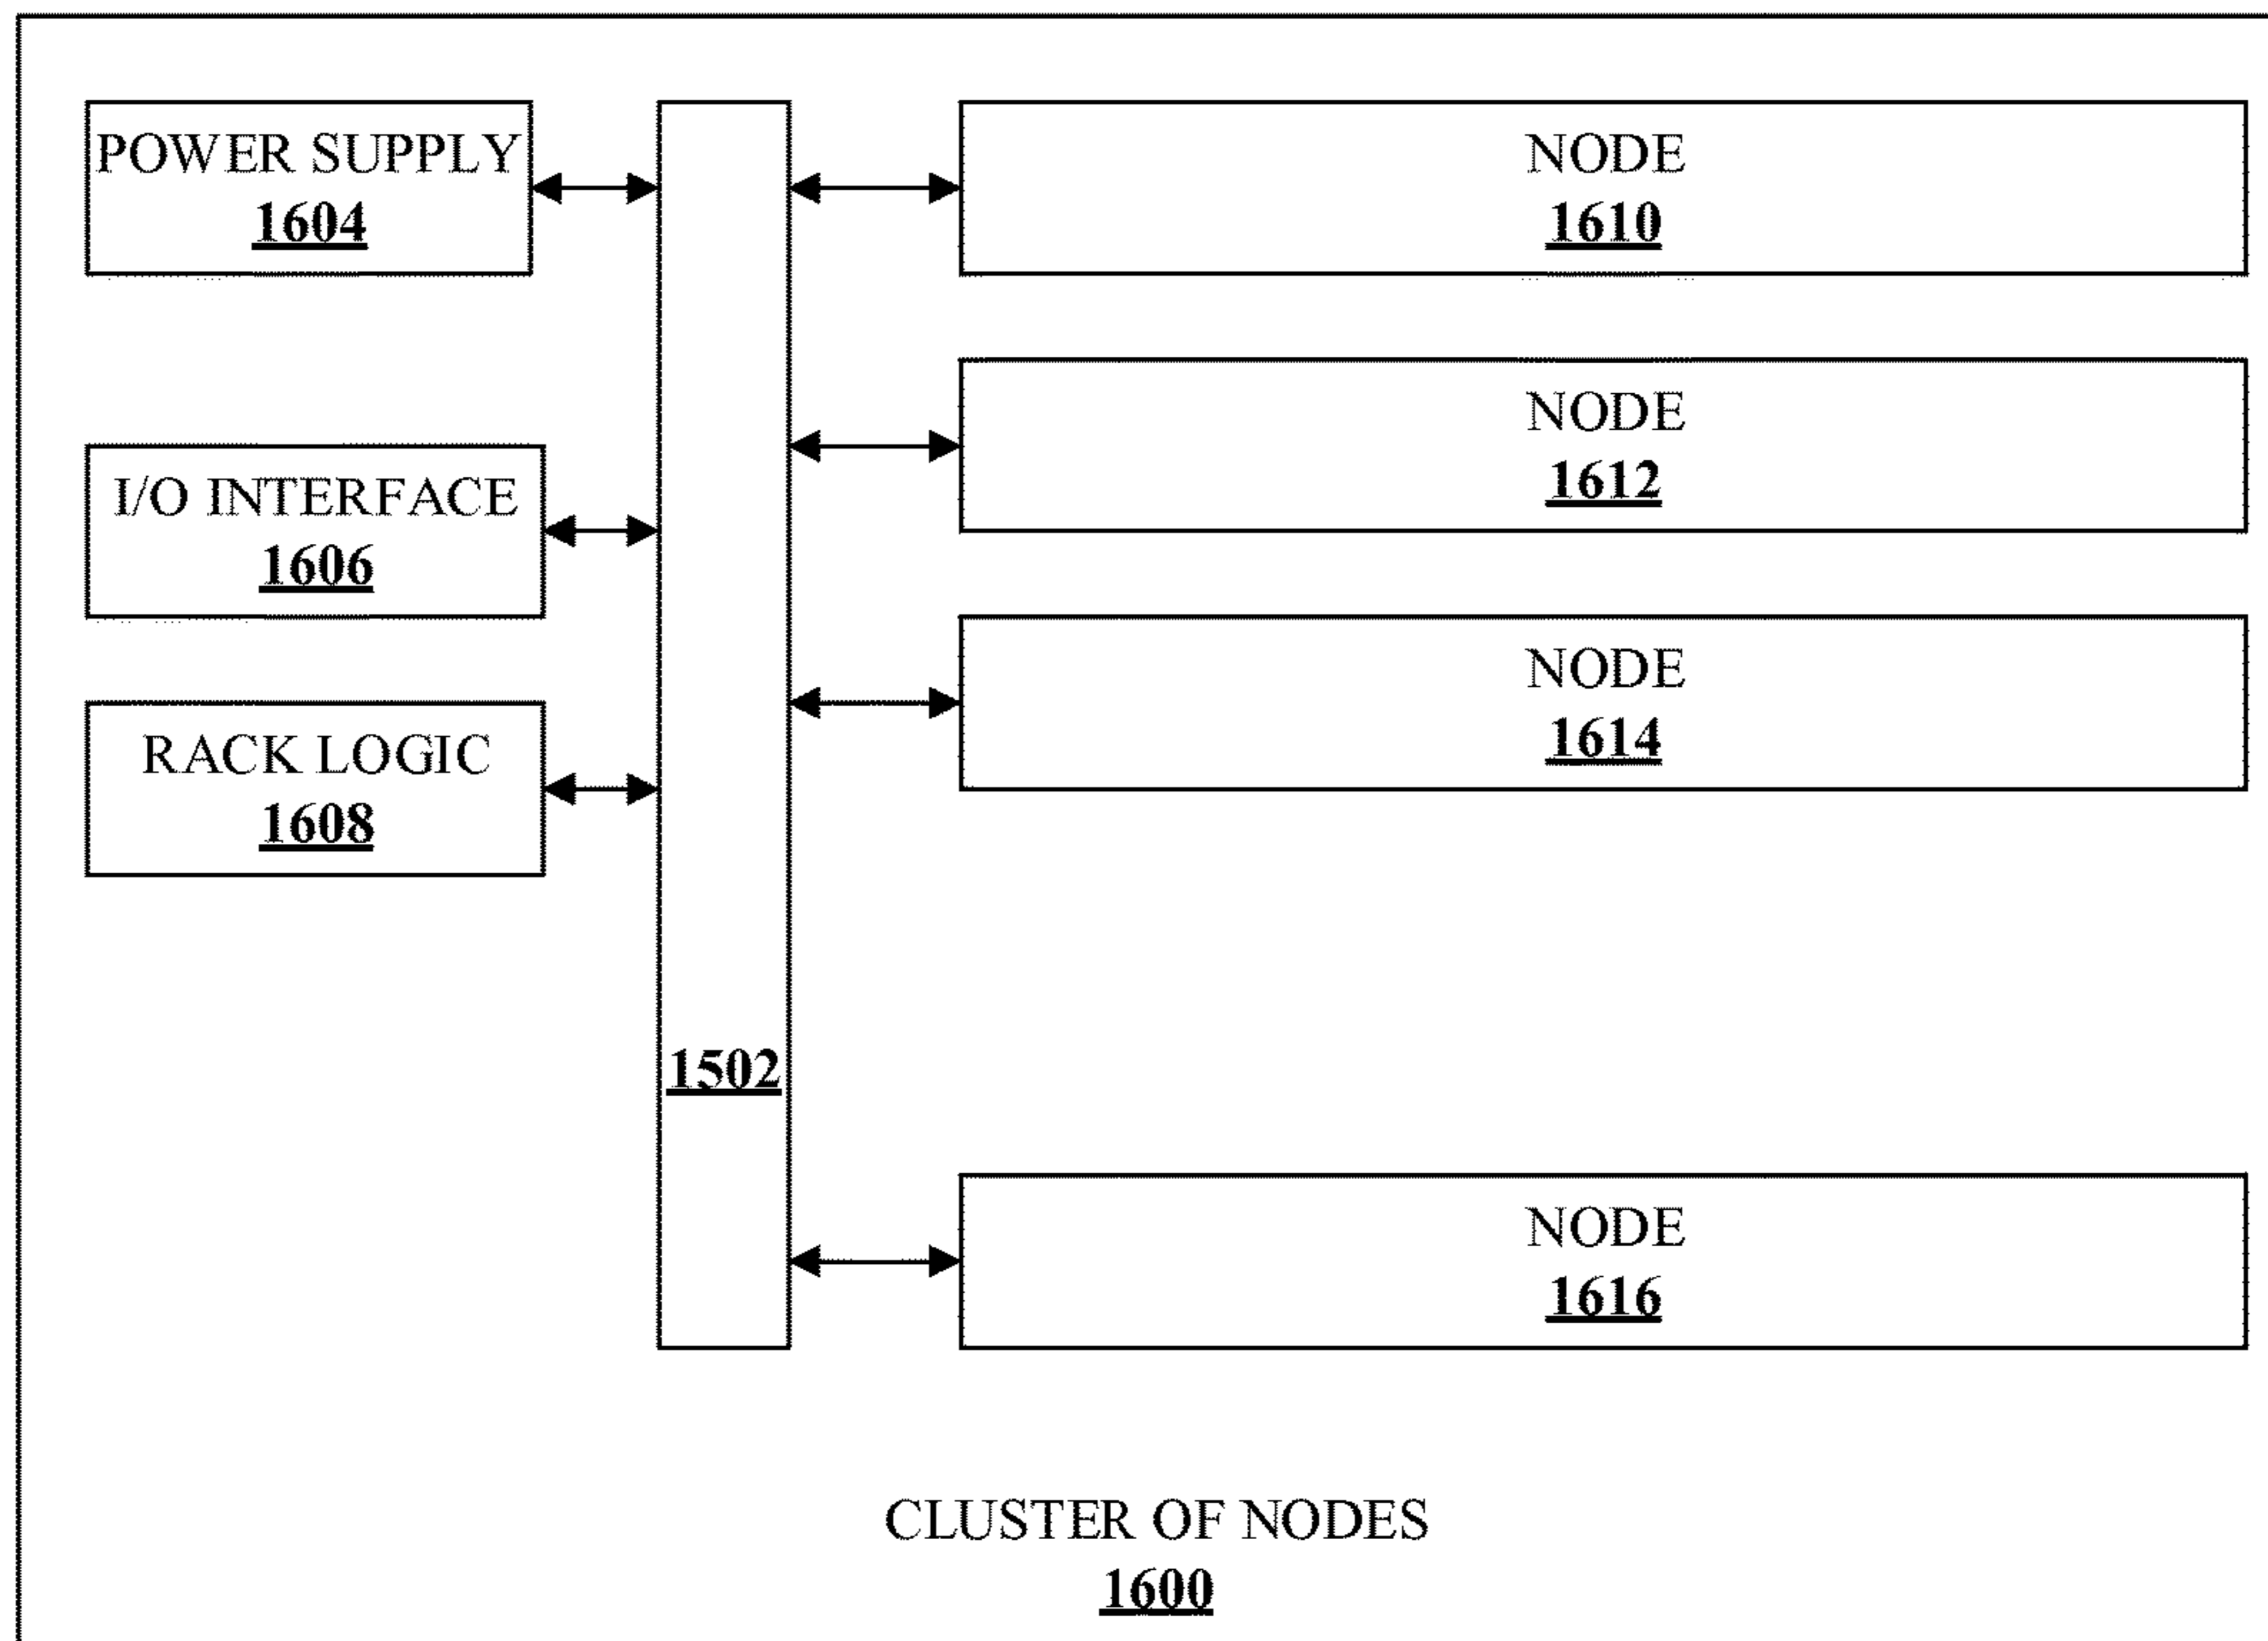 POWER SUPPLY
1604
I/O INTERFACE
1606
RACK LOGIC
1608
1502
NODE
1610
NODE
1612
NODE
1614
NODE
1616
CLUSTER OF NODES
1600